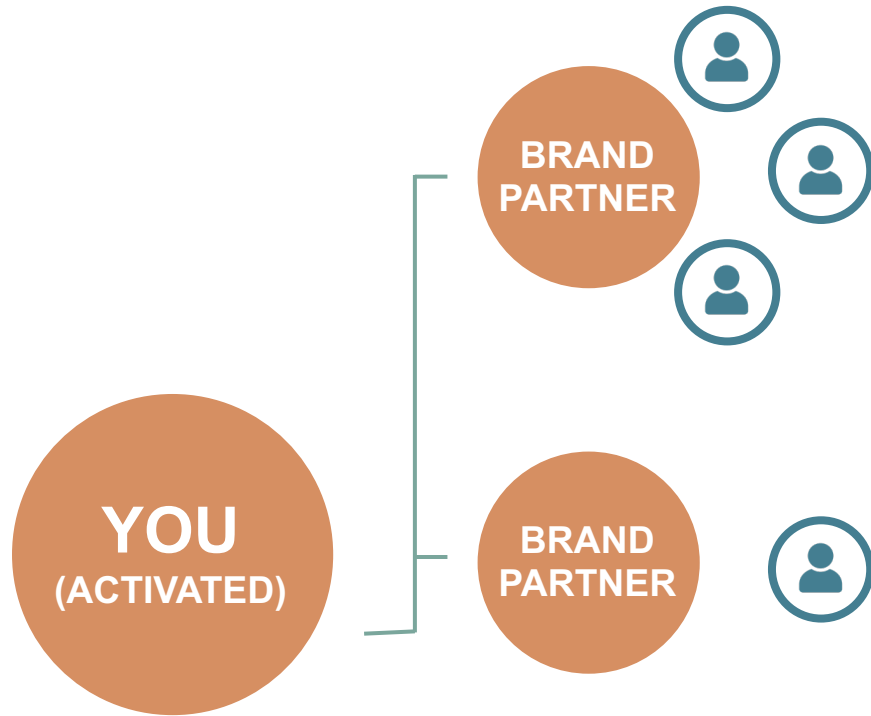 BRAND
PARTNER
YOU
(ACTIVATED)
BRAND
PARTNER